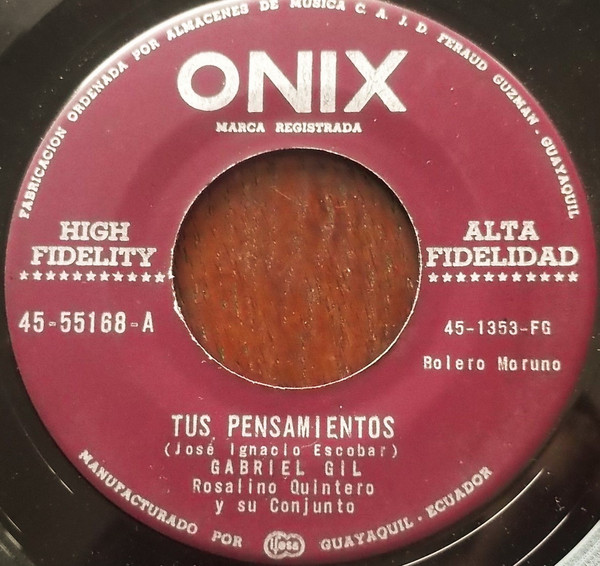 FABRICACION ORDENADA POR ALMACENES DE MUSICA C. A. J. D. FERAUD GUZMAN - GUAYAQUIL
ONIX
MARCA REGISTRADA
HIGH
FIDELITY
ALTA
FIDELIDAD
45-55168-A
45-1353-FG
Bolero Moruno
TUS PENSAMIENTOS
(José Ignacio Escobar)
GABRIEL GIL
Rosalino Quintero
y su Conjunto
MANUFACTURADO POR ifesa GUAYAQUIL - ECUADOR